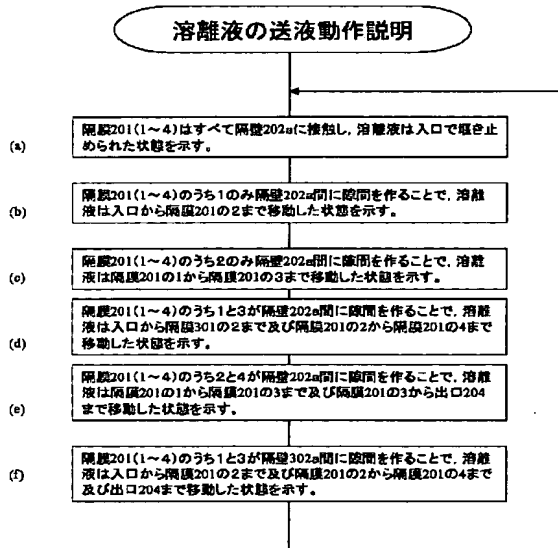 溶離液の送液動作説明
(a)
隔膜201(1～4)はすべて隔壁202aに接触し，溶離液は入口で堰き止
められた状態を示す。
(b)
隔膜201(1～4)のうち1のみ隔壁202a間に隙間を作ることで，溶離
液は入口から隔膜201の2まで移動した状態を示す。
(c)
隔膜201(1～4)のうち2のみ隔壁202a間に隙間を作ることで，溶離
液は隔膜201の1から隔膜201の3まで移動した状態を示す。
(d)
隔膜201(1～4)のうち1と3が隔壁202a間に隙間を作ることで，溶離
液は入口から隔膜301の2まで及び隔膜201の2から隔膜201の4まで
移動した状態を示す。
(e)
隔膜201(1～4)のうち2と4が隔壁202a間に隙間を作ることで，溶離
液は隔膜201の1から隔膜201の3まで及び隔膜201の3から出口204
まで移動した状態を示す。
(f)
隔膜201(1～4)のうち1と3が隔壁302a間に隙間を作ることで，溶離
液は入口から隔膜201の2まで及び隔膜201の2から隔膜201の4まで
及び出口204まで移動した状態を示す。